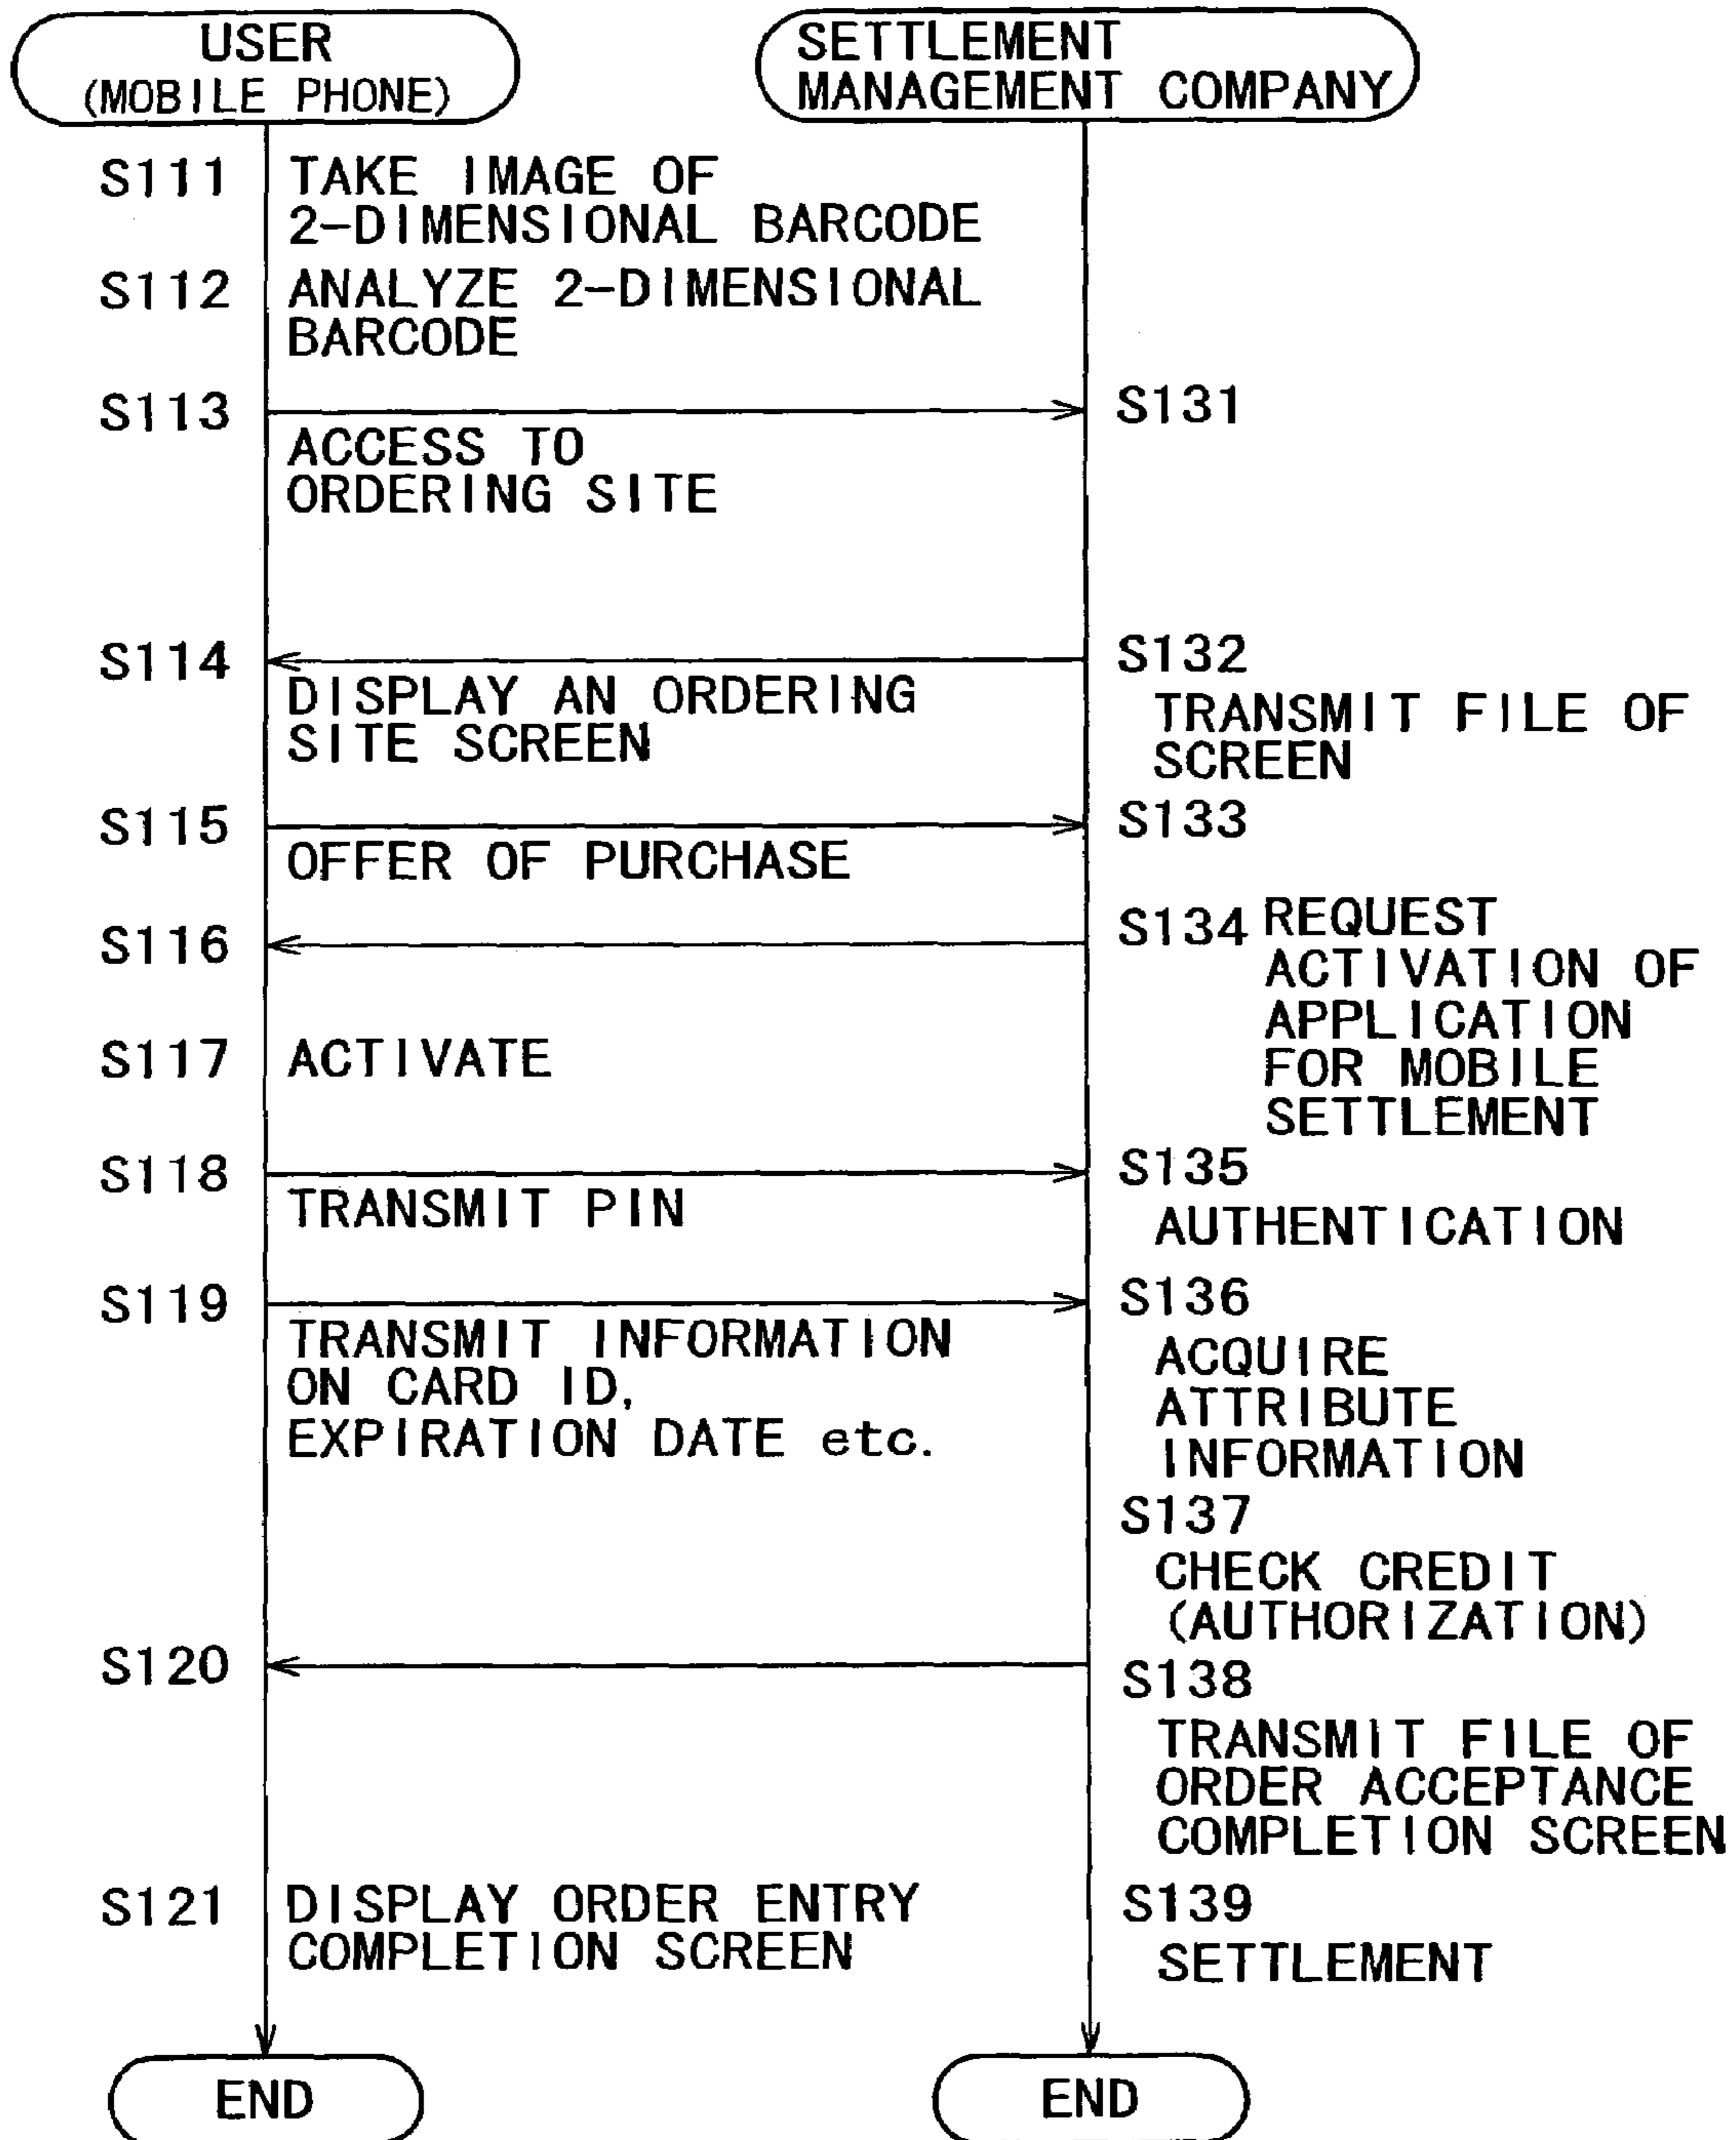 USER
(MOBILE PHONE)
SETTLEMENT
MANAGEMENT COMPANY
S111
TAKE IMAGE OF
2-DIMENSIONAL BARCODE
S112
ANALYZE 2-DIMENSIONAL
BARCODE
S113
S131
ACCESS TO
ORDERING SITE
S114
S132
DISPLAY AN ORDERING
SITE SCREEN
TRANSMIT FILE OF
SCREEN
S115
S133
OFFER OF PURCHASE
S116
S134
REQUEST
ACTIVATION OF
APPLICATION
FOR MOBILE
SETTLEMENT
S117
ACTIVATE
S118
S135
TRANSMIT PIN
AUTHENTICATION
S119
S136
TRANSMIT INFORMATION
ON CARD ID,
EXPIRATION DATE etc.
ACQUIRE
ATTRIBUTE
INFORMATION
S137
CHECK CREDIT
(AUTHORIZATION)
S120
S138
TRANSMIT FILE OF
ORDER ACCEPTANCE
COMPLETION SCREEN
S121
DISPLAY ORDER ENTRY
COMPLETION SCREEN
S139
SETTLEMENT
END
END